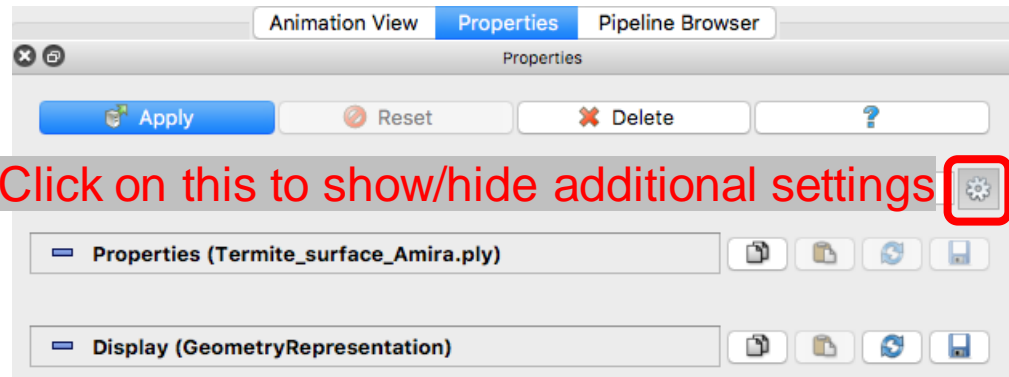 Animation View Properties Pipeline Browser
Properties
Apply Reset Delete ?
Click on this to show/hide additional settings
Properties (Termite_surface_Amira.ply)
Display (GeometryRepresentation)